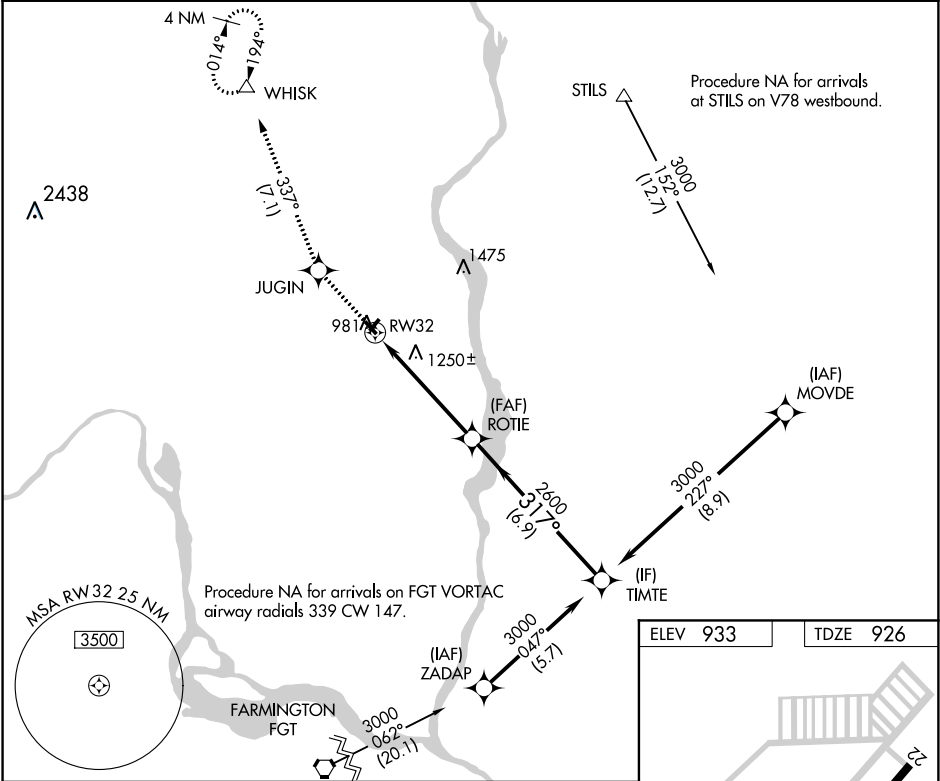 4 NM
014°
194°
WHISK
STILS
Procedure NA for arrivals
at STILS on V78 westbound.
3000
152°
(12.7)
2438
337°
(7.1)
JUGIN
1475
981
RW32
1250±
(FAF)
ROTIE
(IAF)
MOVDE
3000
227°
(8.9)
2600
317°
(6.9)
(IF)
TIMTE
Procedure NA for arrivals on FGT VORTAC
airway radials 339 CW 147.
MSA RW32 25 NM
3500
3000
047°
(5.7)
(IAF)
ZADAP
FARMINGTON
FGT
3000
062°
(20.1)
ELEV 933
TDZE 926
22